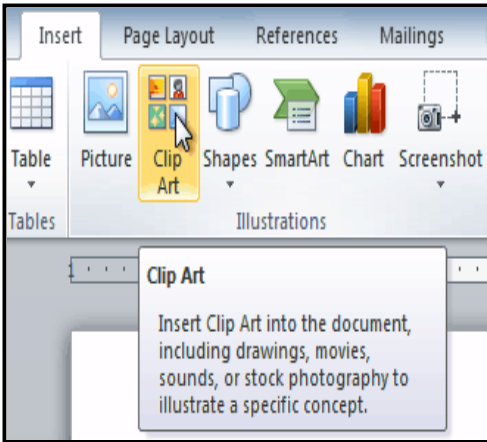 Insert Page Layout References Mailings
Table Picture Clip Art Shapes SmartArt Chart Screenshot
Tables Illustrations
1
Clip Art
Insert Clip Art into the document,
including drawings, movies,
sounds, or stock photography to
illustrate a specific concept.